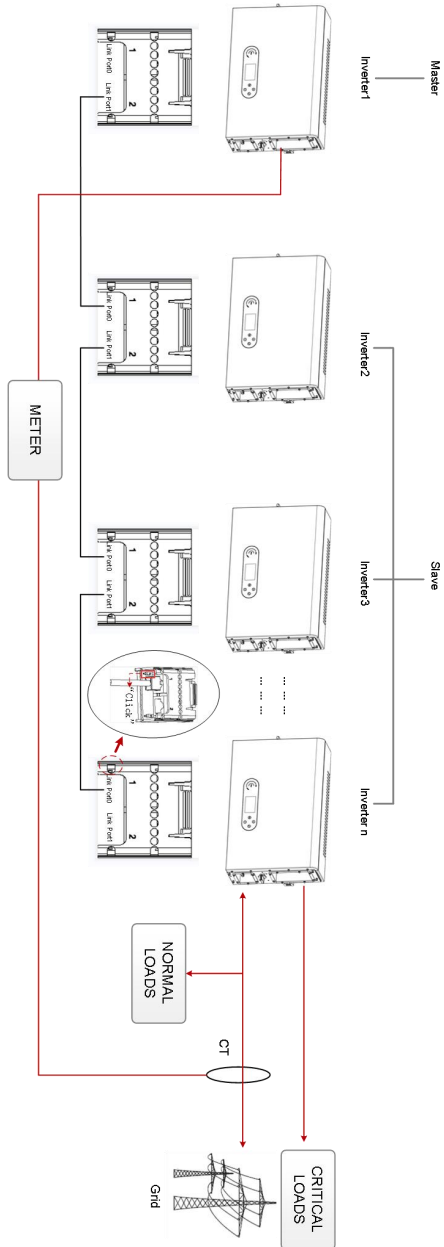 Master
Slave
Inverter1
Inverter2
Inverter3
Inverter n
... ...
... ...
1
2
Link Port0
Link Port1
1
2
Link Port0
Link Port1
1
2
Link Port0
Link Port1
"Click"
1
2
Link Port0
Link Port1
METER
NORMAL
LOADS
CT
CRITICAL
LOADS
Grid